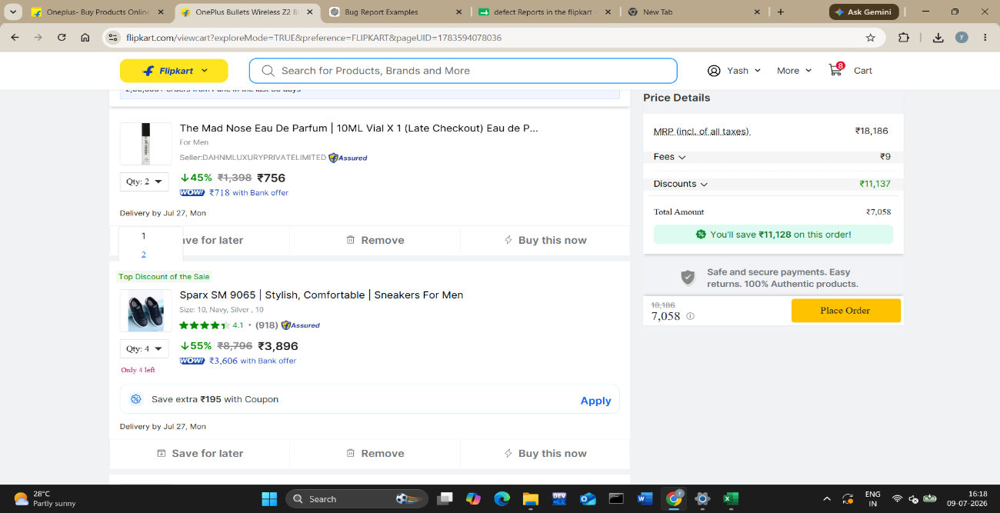 Oneplus- Buy Products Online
OnePlus Bullets Wireless Z2 Bl
Bug Report Examples
defect Reports in the flipkart -
New Tab
Ask Gemini
flipkart.com/viewcart?exploreMode=TRUE&preference=FLIPKART&pageUID=1783594078036
y
Flipkart
Search for Products, Brands and More
Yash
More
8
Cart
The Mad Nose Eau De Parfum | 10ML Vial X 1 (Late Checkout) Eau de P...
For Men
Seller:DAHNMLUXURYPRIVATELIMITED Assured
Qty: 2
↓45% ₹1,398 ₹756
WOW! ₹718 with Bank offer
Delivery by Jul 27, Mon
1
2
ve for later
Remove
Buy this now
Top Discount of the Sale
Sparx SM 9065 | Stylish, Comfortable | Sneakers For Men
Size: 10, Navy, Silver , 10
4.1 • (918) Assured
Qty: 4
↓55% ₹8,796 ₹3,896
WOW! ₹3,606 with Bank offer
Only 4 left
Save extra ₹195 with Coupon
Apply
Delivery by Jul 27, Mon
Save for later
Remove
Buy this now
Price Details
MRP (incl. of all taxes)
₹18,186
Fees
₹9
Discounts
₹11,137
Total Amount
₹7,058
You'll save ₹11,128 on this order!
Safe and secure payments. Easy
returns. 100% Authentic products.
18,186
7,058
Place Order
28°C
Partly sunny
Search
DEV
ENG
IN
16:18
09-07-2026